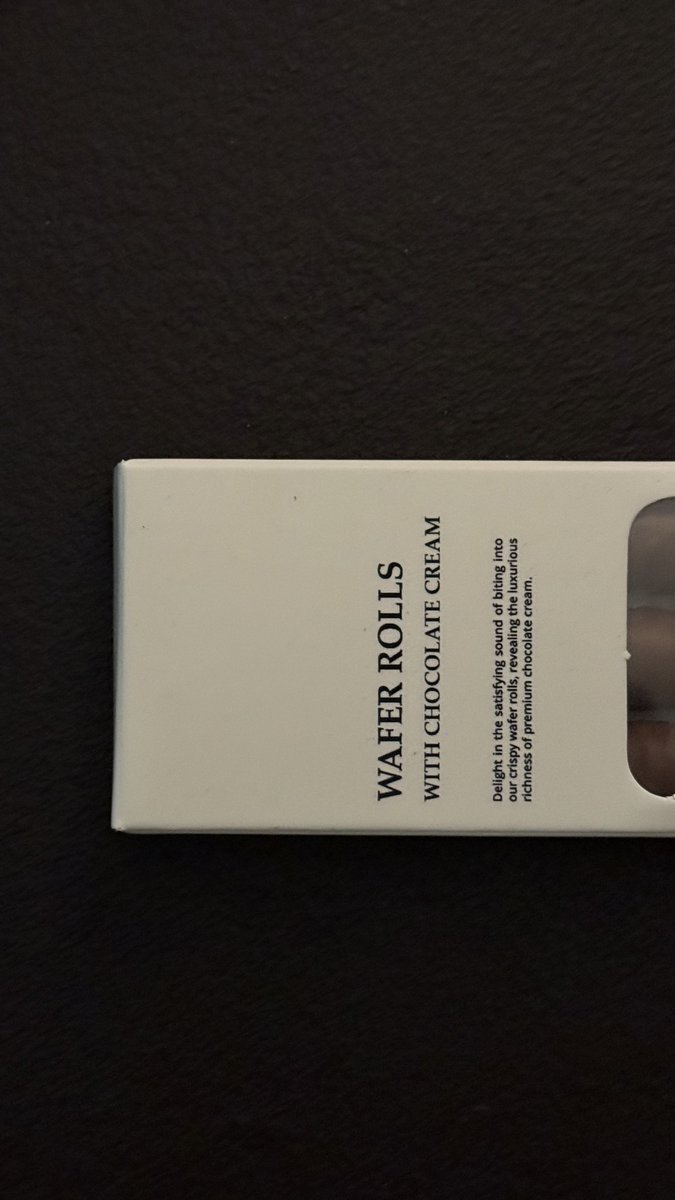 WAFER ROLLS
WITH CHOCOLATE CREAM
Delight in the satisfying sound of biting into
our crispy wafer rolls, revealing the luxurious
richness of premium chocolate cream.